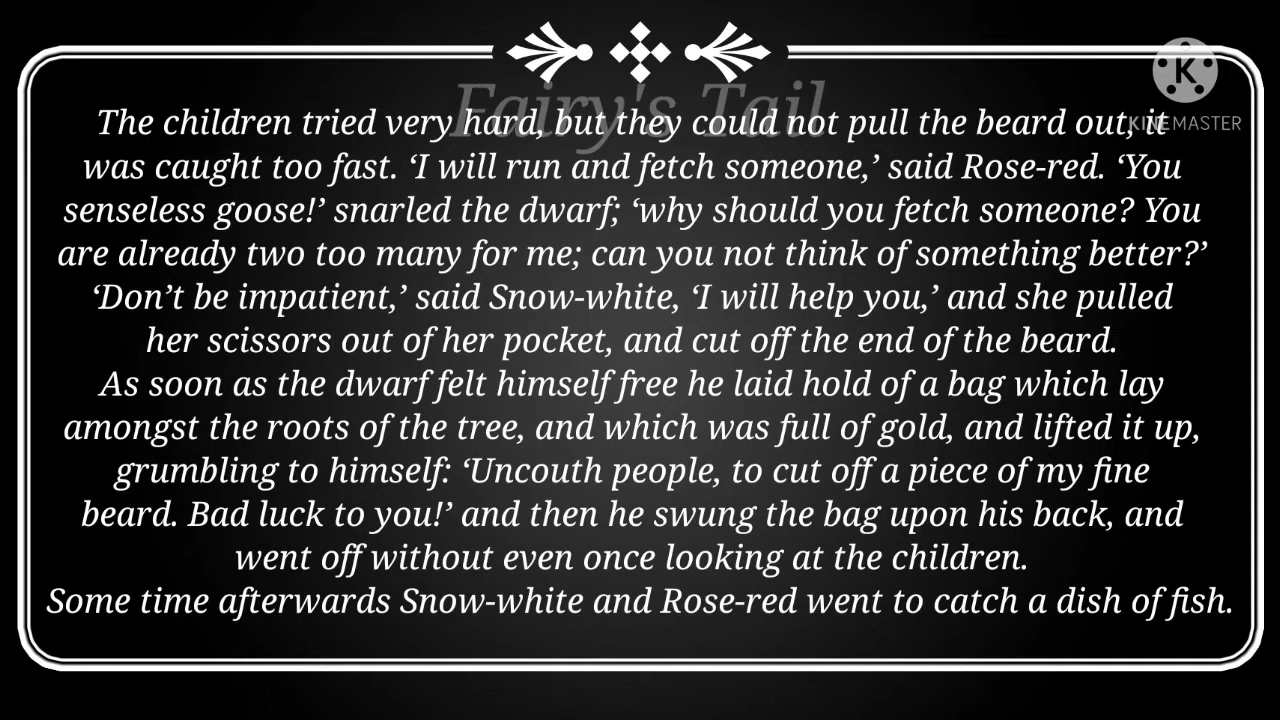 Fairy's Tail
K
KINEMASTER
The children tried very hard, but they could not pull the beard out, it
was caught too fast. ‘I will run and fetch someone,’ said Rose-red. ‘You
senseless goose!’ snarled the dwarf; ‘why should you fetch someone? You
are already two too many for me; can you not think of something better?’
‘Don’t be impatient,’ said Snow-white, ‘I will help you,’ and she pulled
her scissors out of her pocket, and cut off the end of the beard.
As soon as the dwarf felt himself free he laid hold of a bag which lay
amongst the roots of the tree, and which was full of gold, and lifted it up,
grumbling to himself: ‘Uncouth people, to cut off a piece of my fine
beard. Bad luck to you!’ and then he swung the bag upon his back, and
went off without even once looking at the children.
Some time afterwards Snow-white and Rose-red went to catch a dish of fish.